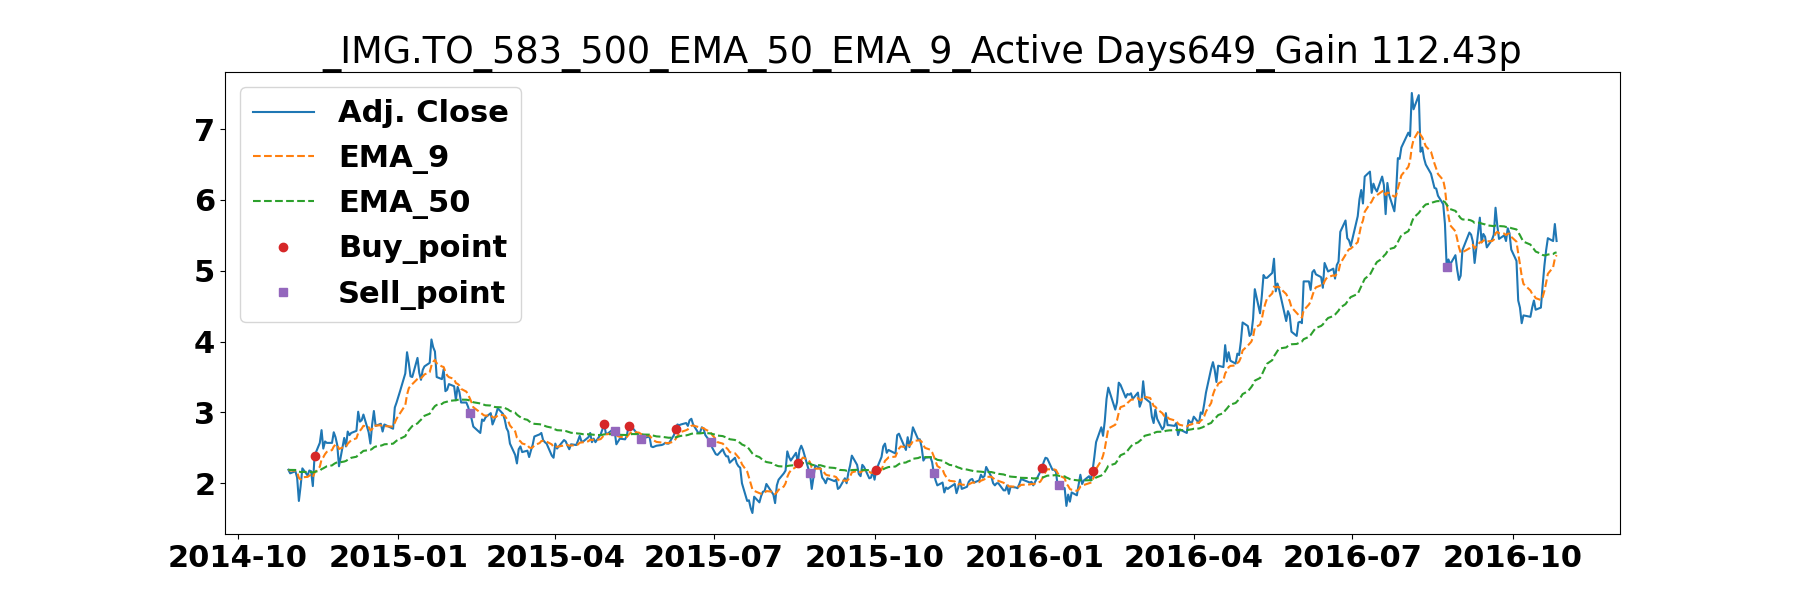 _IMG.TO_583_500_EMA_50_EMA_9_Active Days649_Gain 112.43p
Adj. Close
EMA_9
EMA_50
Buy_point
Sell_point
7
6
5
4
3
2
2014-10 2015-01 2015-04 2015-07 2015-10 2016-01 2016-04 2016-07 2016-10